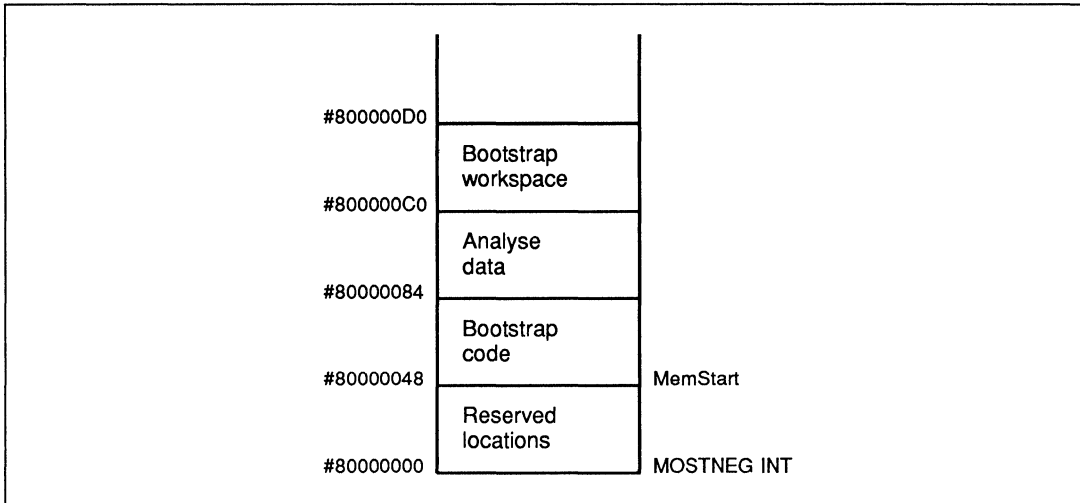 #800000D0
Bootstrap
workspace
#800000C0
Analyse
data
#80000084
Bootstrap
code
#80000048 MemStart
Reserved
locations
#80000000 MOSTNEG INT